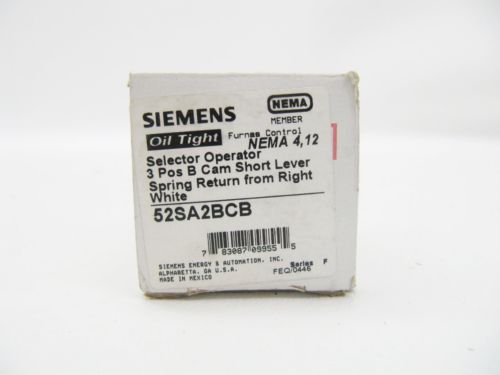 SIEMENS
NEMA
MEMBER
Oil Tight Furnas Control
NEMA 4,12
Selector Operator
3 Pos B Cam Short Lever
Spring Return from Right
White
52SA2BCB
7 83087 09955 5
SIEMENS ENERGY & AUTOMATION, INC.
ALPHARETTA, GA U.S.A.
MADE IN MEXICO
Series F
FEQ/0446